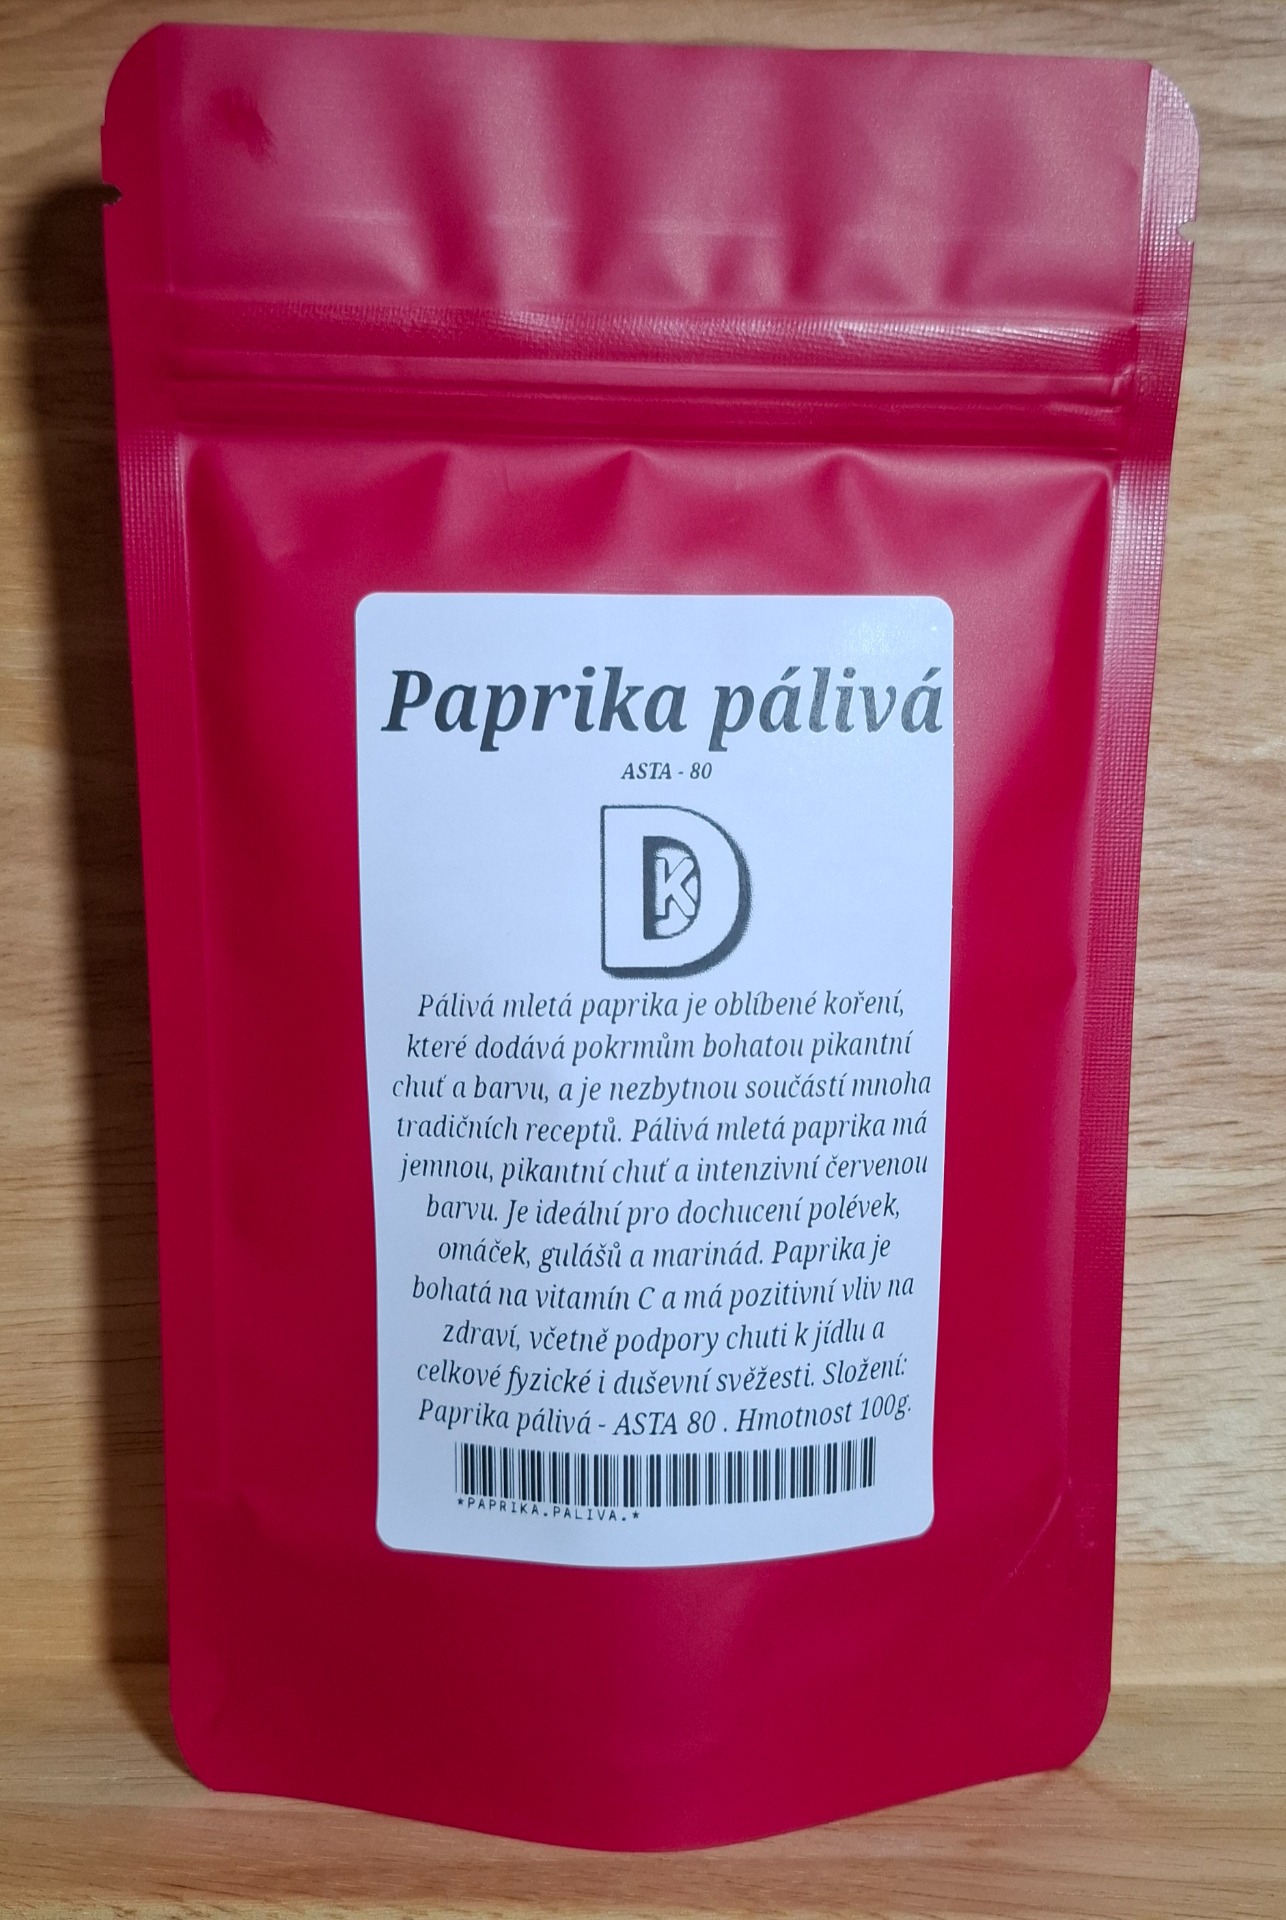 Paprika pálivá
ASTA - 80
DK
Pálivá mletá paprika je oblíbené koření,
které dodává pokrmům bohatou pikantní
chuť a barvu, a je nezbytnou součástí mnoha
tradičních receptů. Pálivá mletá paprika má
jemnou, pikantní chuť a intenzivní červenou
barvu. Je ideální pro dochucení polévek,
omáček, gulášů a marinád. Paprika je
bohatá na vitamín C a má pozitivní vliv na
zdraví, včetně podpory chuti k jídlu a
celkové fyzické i duševní svěžesti. Složení:
Paprika pálivá - ASTA 80 . Hmotnost 100g.
*PAPRIKA.PALIVA.*